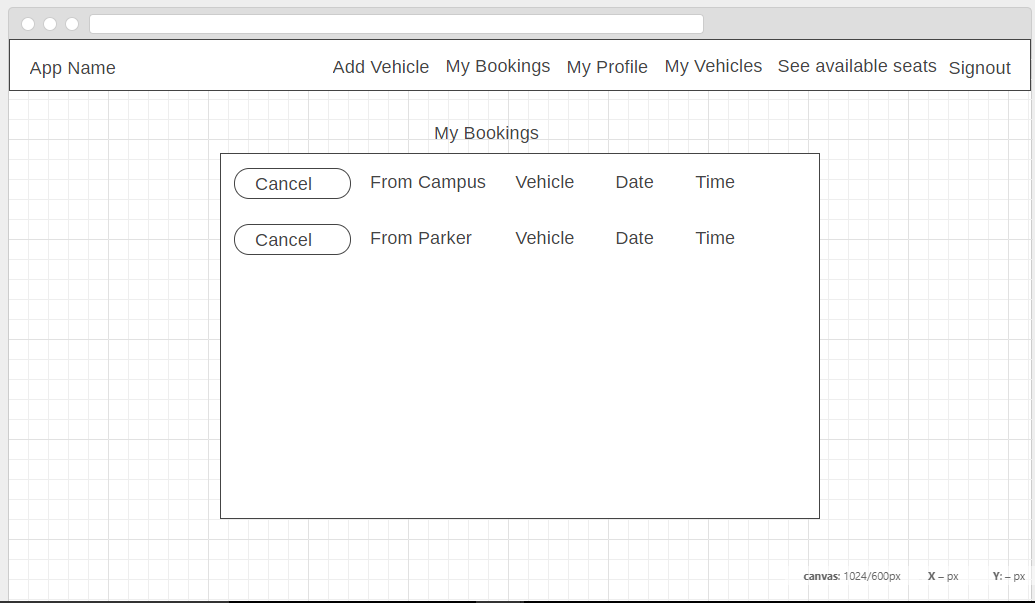 App Name Add Vehicle My Bookings My Profile My Vehicles See available seats Signout
My Bookings
Cancel From Campus Vehicle Date Time
Cancel From Parker Vehicle Date Time
canvas: 1024/600px X – px Y: – px